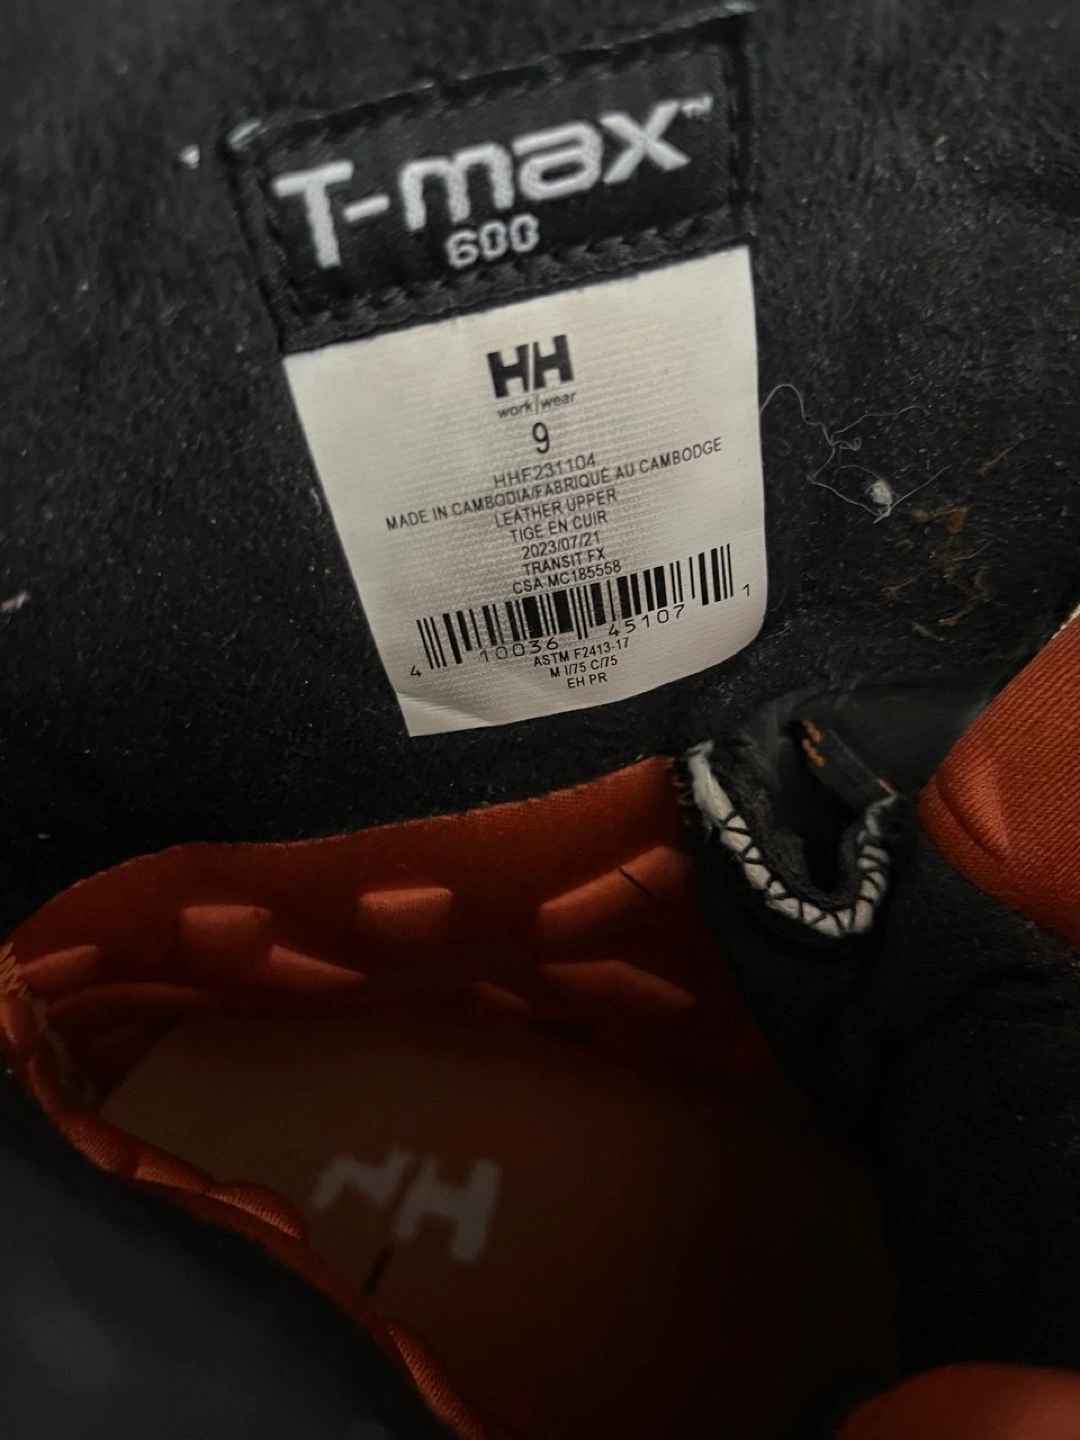 T-max™
600
HH
work|wear
9
HHF231104
MADE IN CAMBODIA/FABRIQUÉ AU CAMBODGE
LEATHER UPPER
TIGE EN CUIR
2023/07/21
TRANSIT FX
CSA MC185558
4 10036 45107 1
ASTM F2413-17
M I/75 C/75
EH PR
HH